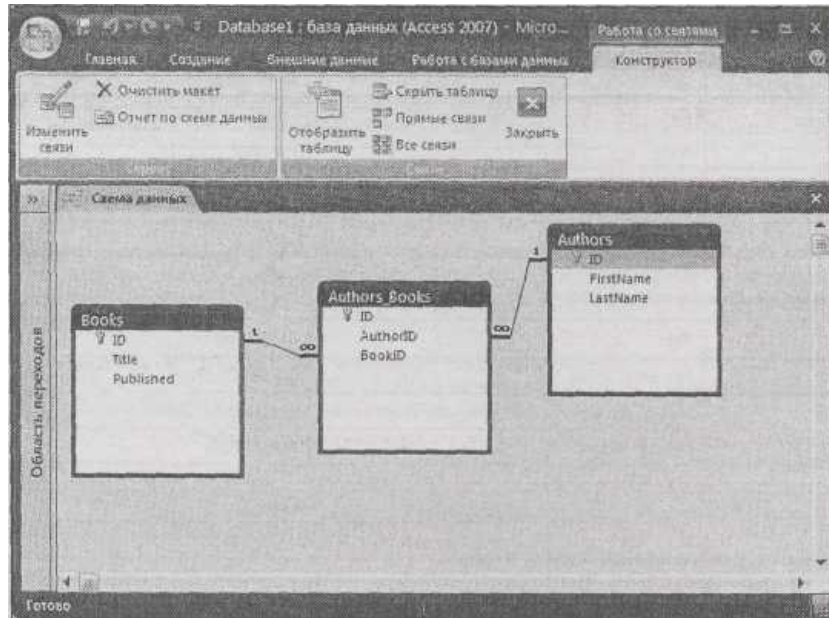 Database1 : база данных (Access 2007) - Micro...
Работа со связями
Главная
Создание
Внешние данные
Работа с базами данных
Конструктор
Изменить связи
Очистить макет
Отчет по схеме данных
Отобразить таблицу
Скрыть таблицу
Прямые связи
Все связи
Закрыть
Схема данных
Область переходов
Books
ID
Title
Published
1
∞
Authors_Books
ID
AuthorID
BookID
∞
1
Authors
ID
FirstName
LastName
Готово